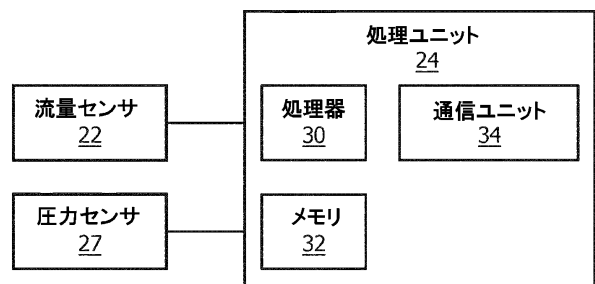 処理ユニット
24
流量センサ
22
処理器
30
通信ユニット
34
圧力センサ
27
メモリ
32